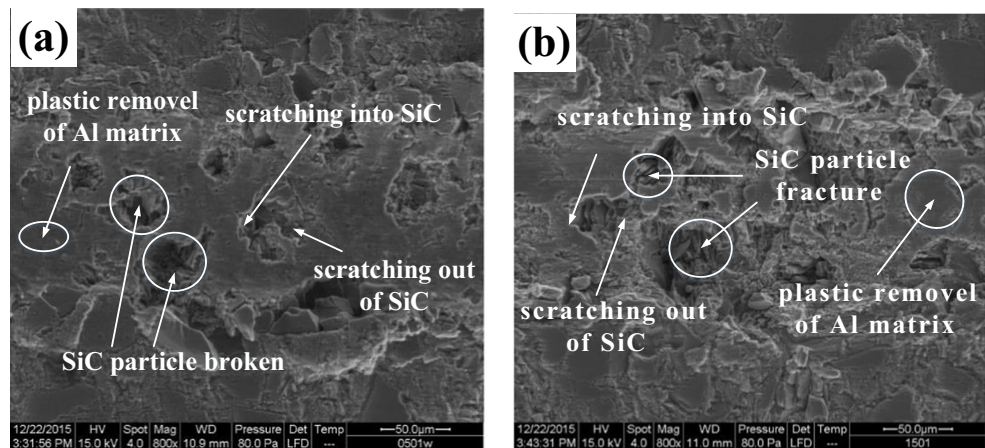 (a)
plastic removel
of Al matrix
scratching into SiC
scratching out
of SiC
SiC particle broken
12/22/2015 HV Spot Mag WD Pressure Det Temp 50.0µm
3:31:56 PM 15.0 kV 4.0 800x 10.9 mm 80.0 Pa LFD --- 0501w
(b)
scratching into SiC
SiC particle
fracture
scratching out
of SiC
plastic removel
of Al matrix
12/22/2015 HV Spot Mag WD Pressure Det Temp 50.0µm
3:43:31 PM 15.0 kV 4.0 800x 11.0 mm 80.0 Pa LFD --- 1501